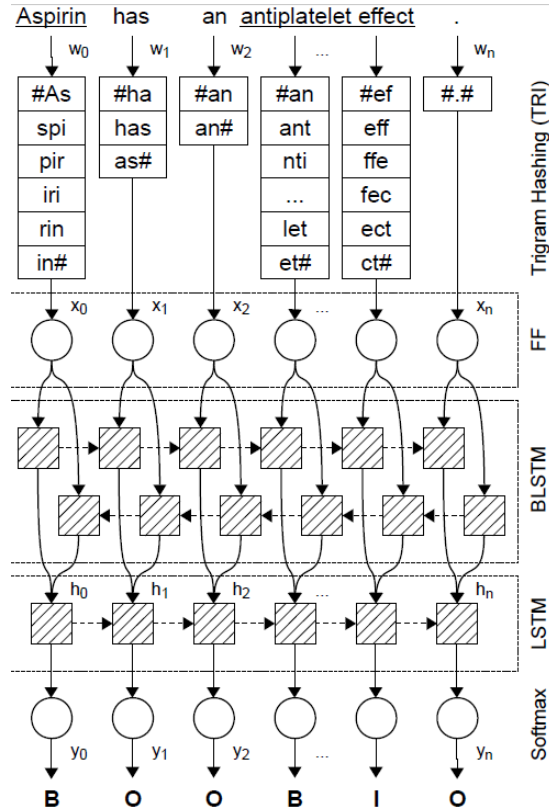 Aspirin has an antiplatelet effect .
w0 w1 w2 ... wn
#As #ha #an #an #ef #.#
spi has an# ant eff
pir as# nti ffe
iri ... fec
rin let ect
in# et# ct#
Trigram Hashing (TRI)
x0 x1 x2 ... xn
FF
BLSTM
h0 h1 h2 ... hn
LSTM
Softmax
y0 y1 y2 ... yn
B O O B I O